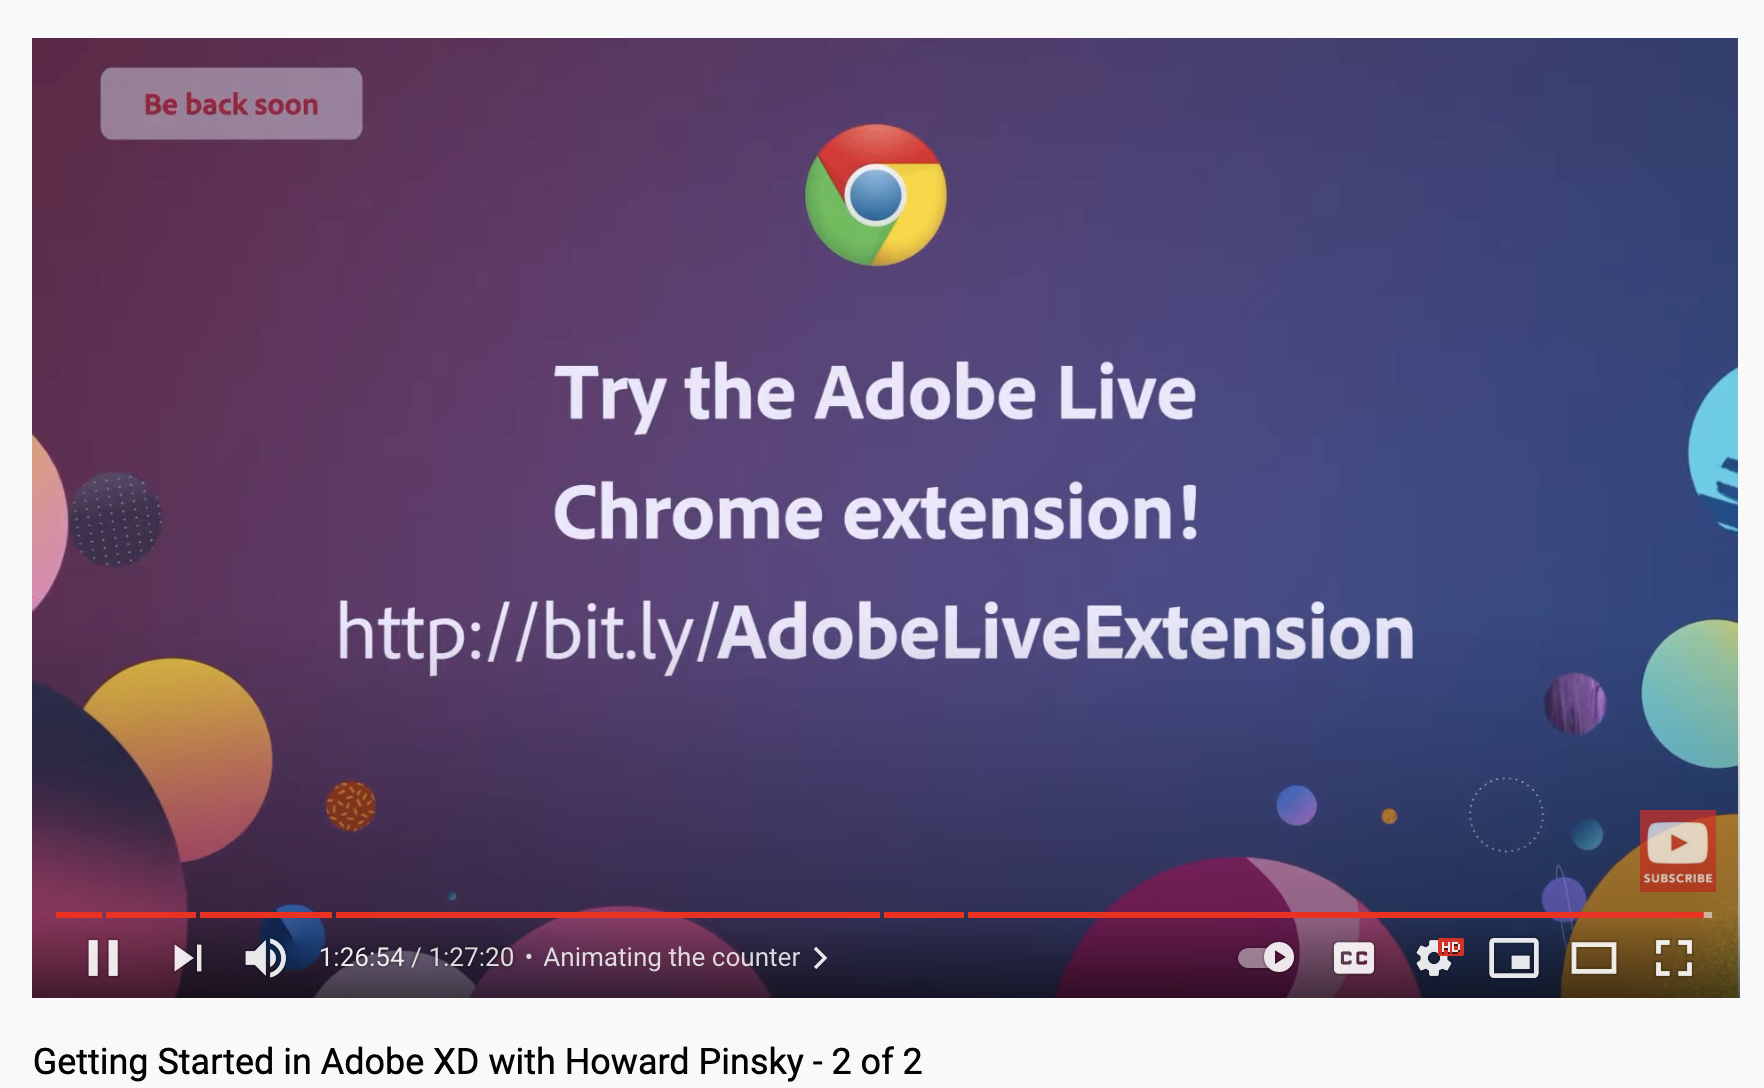 Be back soon
Try the Adobe Live
Chrome extension!
http://bit.ly/AdobeLiveExtension
SUBSCRIBE
1:26:54 / 1:27:20 • Animating the counter
CC
HD
Getting Started in Adobe XD with Howard Pinsky - 2 of 2